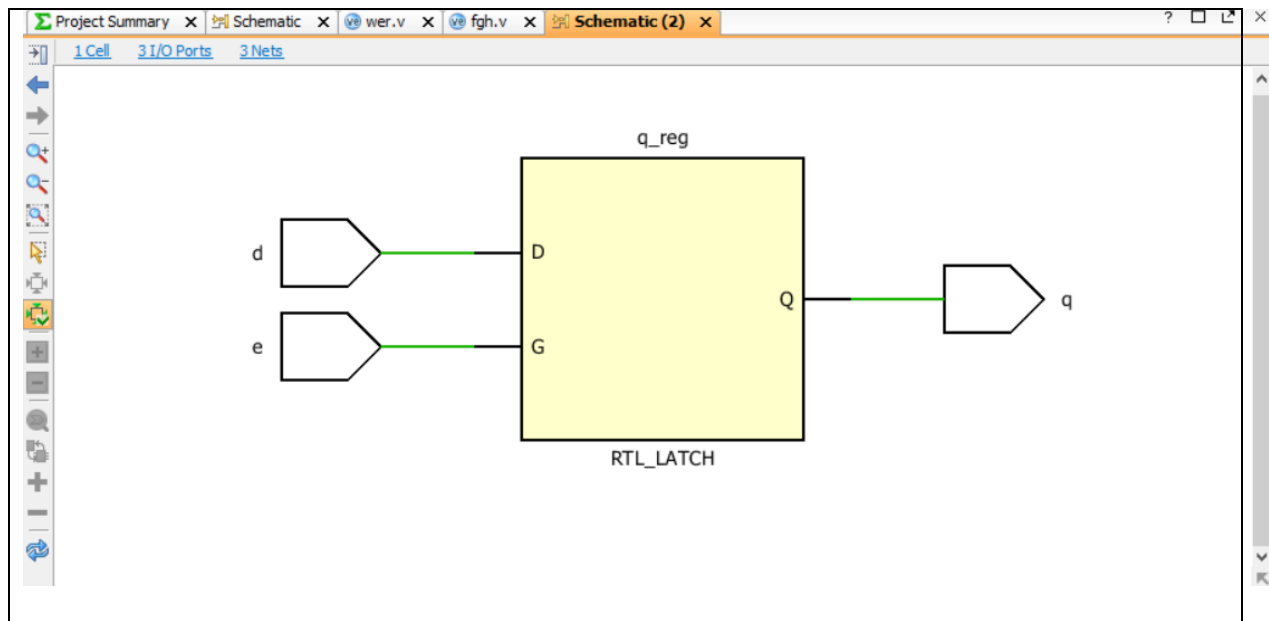 Project Summary
Schematic
wer.v
fgh.v
Schematic (2)
?
1 Cell 3 I/O Ports 3 Nets
q_reg
d
D
Q
q
e
G
RTL_LATCH